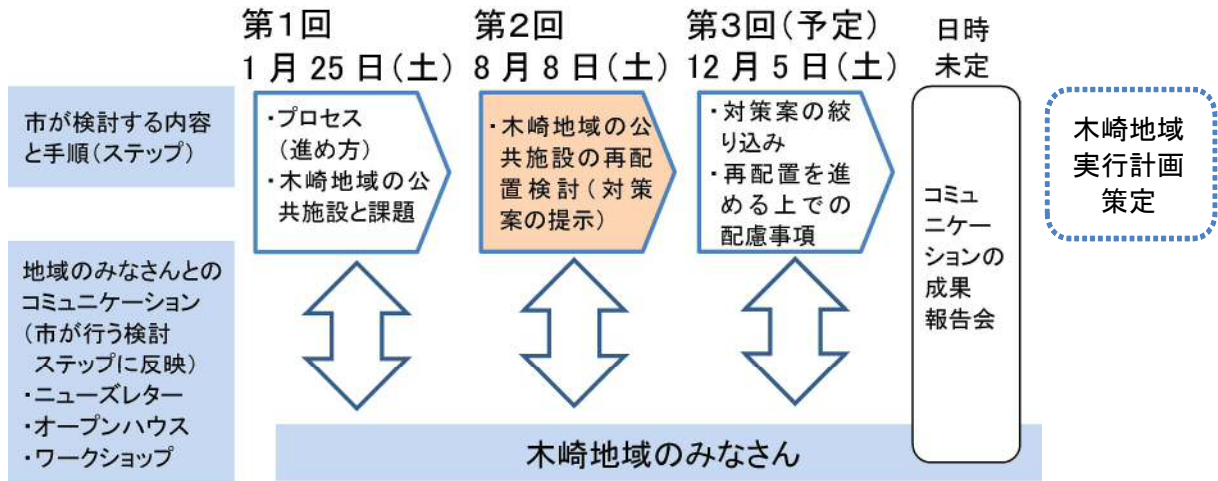 第1回
1月25日(土)
第2回
8月8日(土)
第3回(予定)
12月5日(土)
日時
未定
市が検討する内容
と手順(ステップ)
・プロセス
(進め方)
・木崎地域の公
共施設と課題
・木崎地域の公
共施設の再配
置検討(対策
案の提示)
・対策案の絞
り込み
・再配置を進
める上での
配慮事項
コミュ
ニケー
ションの
成果
報告会
木崎地域
実行計画
策定
地域のみなさんとの
コミュニケーション
(市が行う検討
ステップに反映)
・ニューズレター
・オープンハウス
・ワークショップ
木崎地域のみなさん